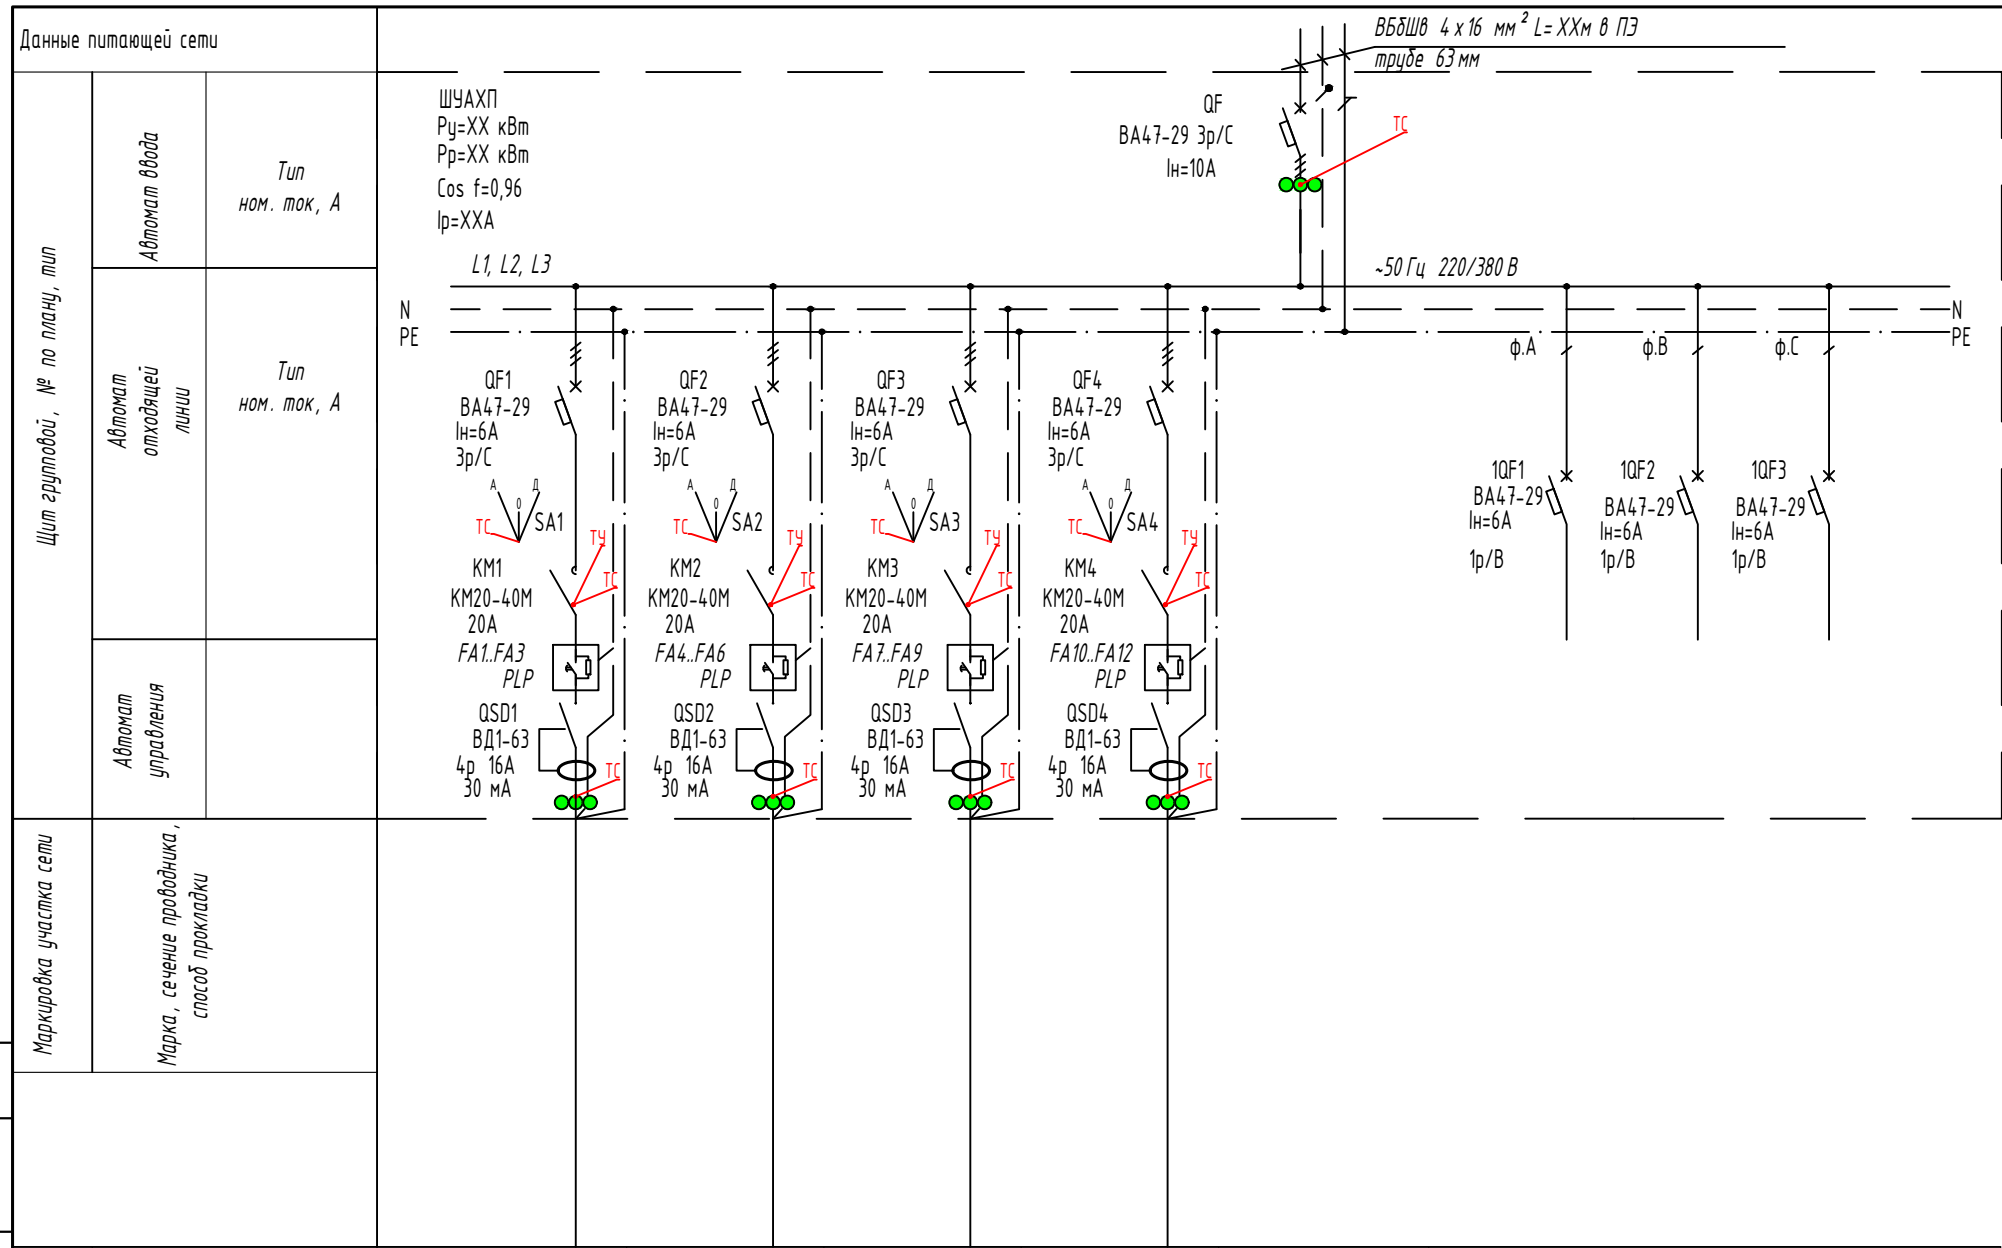 Данные питающей сети
ВБбШв 4х16 мм² L=ХХм в ПЭ
трубе 63 мм
Щит групповой, № по плану, тип
Автомат ввода
Тип
ном. ток, А
Автомат
отходящей
линии
Тип
ном. ток, А
Автомат
управления
Маркировка участка сети
Марка, сечение проводника,
способ прокладки
ШУАХП
Ру=ХХ кВт
Рр=ХХ кВт
Cos f=0,96
Iр=ХХА
QF
ВА47-29 3р/С
Iн=10А
ТС
L1, L2, L3
~50 Гц 220/380 В
N
PE
N
PE
QF1
ВА47-29
Iн=6А
3р/С
А 0 Д
ТС
SA1
ТУ
КМ1
ТС
КМ20-40М
20А
FA1..FA3
PLP
QSD1
ВД1-63
4р 16А
30 мА
ТС
QF2
ВА47-29
Iн=6А
3р/С
А 0 Д
ТС
SA2
ТУ
КМ2
ТС
КМ20-40М
20А
FA4..FA6
PLP
QSD2
ВД1-63
4р 16А
30 мА
ТС
QF3
ВА47-29
Iн=6А
3р/С
А 0 Д
ТС
SA3
ТУ
КМ3
ТС
КМ20-40М
20А
FA7..FA9
PLP
QSD3
ВД1-63
4р 16А
30 мА
ТС
QF4
ВА47-29
Iн=6А
3р/С
А 0 Д
ТС
SA4
ТУ
КМ4
ТС
КМ20-40М
20А
FA10..FA12
PLP
QSD4
ВД1-63
4р 16А
30 мА
ТС
ф.А
1QF1
ВА47-29
Iн=6А
1р/В
ф.В
1QF2
ВА47-29
Iн=6А
1р/В
ф.С
1QF3
ВА47-29
Iн=6А
1р/В